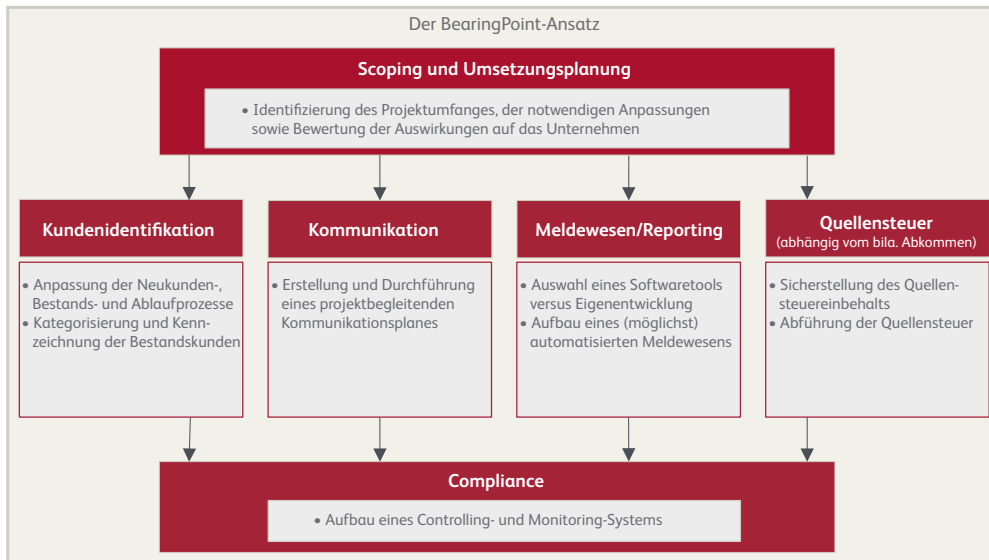 Der BearingPoint-Ansatz
Scoping und Umsetzungsplanung
• Identifizierung des Projektumfanges, der notwendigen Anpassungen
sowie Bewertung der Auswirkungen auf das Unternehmen
Kundenidentifikation
• Anpassung der Neukunden-,
Bestands- und Ablaufprozesse
• Kategorisierung und Kenn-
zeichnung der Bestandskunden
Kommunikation
• Erstellung und Durchführung
eines projektbegleitenden
Kommunikationsplanes
Meldewesen/Reporting
• Auswahl eines Softwaretools
versus Eigenentwicklung
• Aufbau eines (möglichst)
automatisierten Meldewesens
Quellensteuer
(abhängig vom bila. Abkommen)
• Sicherstellung des Quellen-
steuereinbehalts
• Abführung der Quellensteuer
Compliance
• Aufbau eines Controlling- und Monitoring-Systems